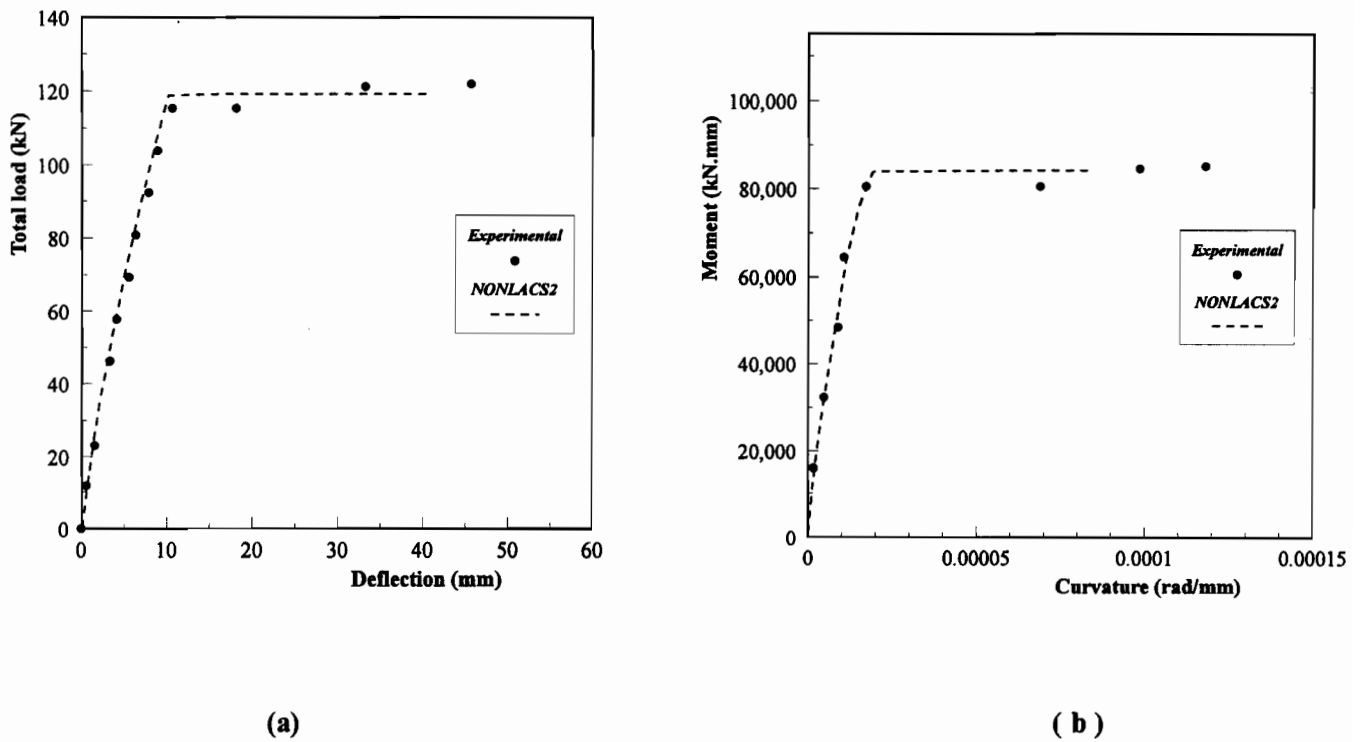 140
120
100
80
60
40
20
0
Total load (kN)
0 10 20 30 40 50 60
Deflection (mm)
Experimental
NONLACS2
(a)
100,000
80,000
60,000
40,000
20,000
0
Moment (kN.mm)
0 0.00005 0.0001 0.00015
Curvature (rad/mm)
Experimental
NONLACS2
( b )